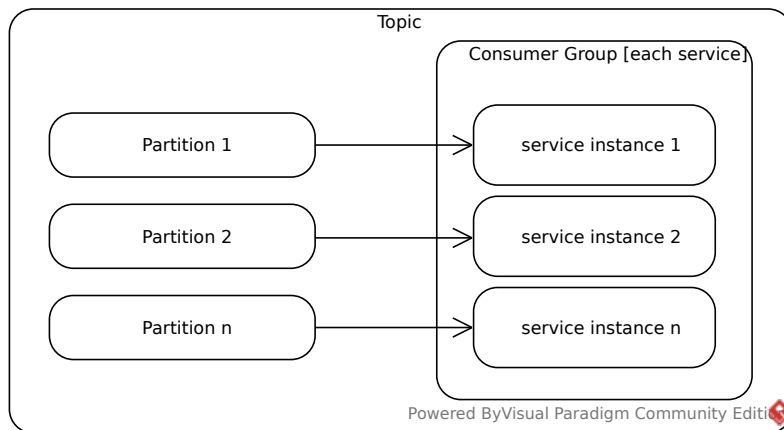 Topic
Consumer Group [each service]
Partition 1
service instance 1
Partition 2
service instance 2
Partition n
service instance n
Powered ByVisual Paradigm Community Edition